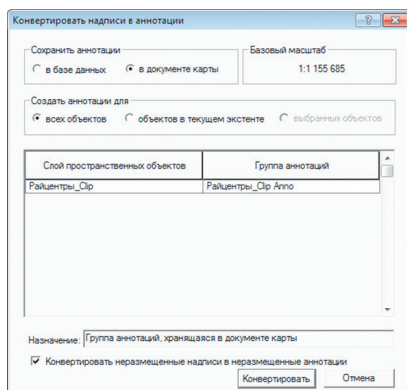 Конвертировать надписи в аннотации
Сохранить аннотации
в базе данных в документе карты
Базовый масштаб
1:1 155 685
Создать аннотации для
всех объектов объектов в текущем экстенте выбранных объектов
Слой пространственных объектов Группа аннотаций
Райцентры_Clip Райцентры_Clip Anno
Назначение: Группа аннотаций, хранящаяся в документе карты
Конвертировать неразмещенные надписи в неразмещенные аннотации
Конвертировать Отмена